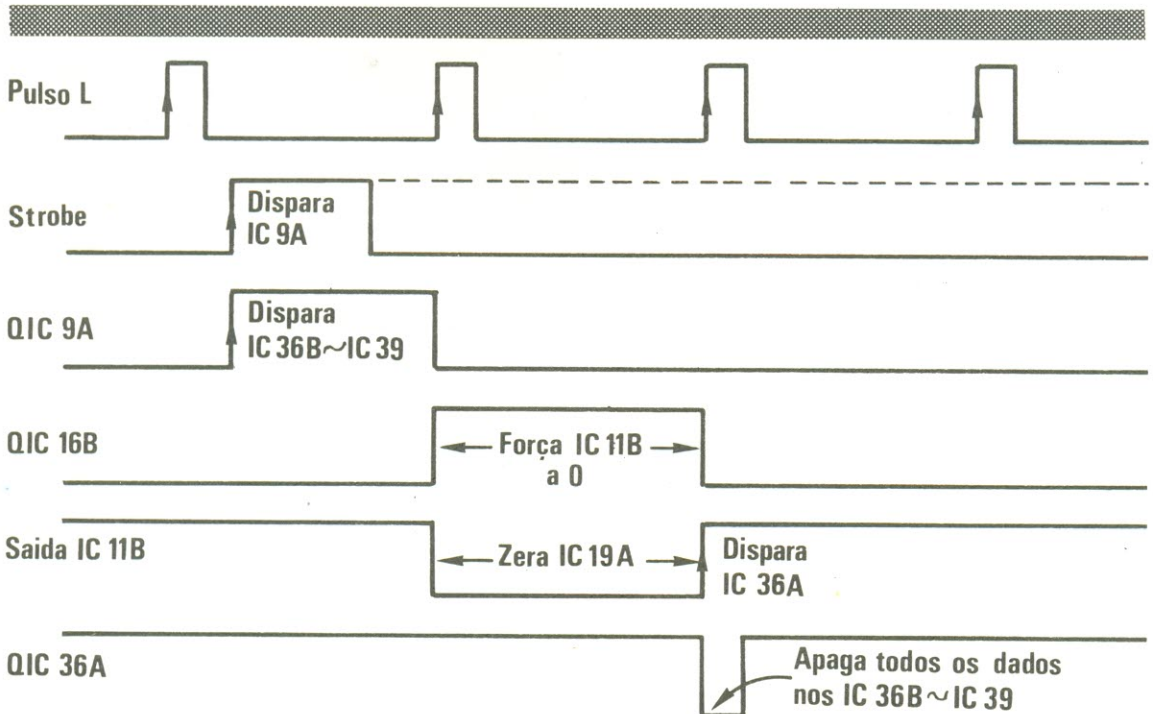 Pulso L
Strobe
Dispara
IC 9A
QIC 9A
Dispara
IC 36B~IC 39
QIC 16B
Força IC 11B
a 0
Saida IC 11B
Zera IC 19A
Dispara
IC 36A
QIC 36A
Apaga todos os dados
nos IC 36B~IC 39